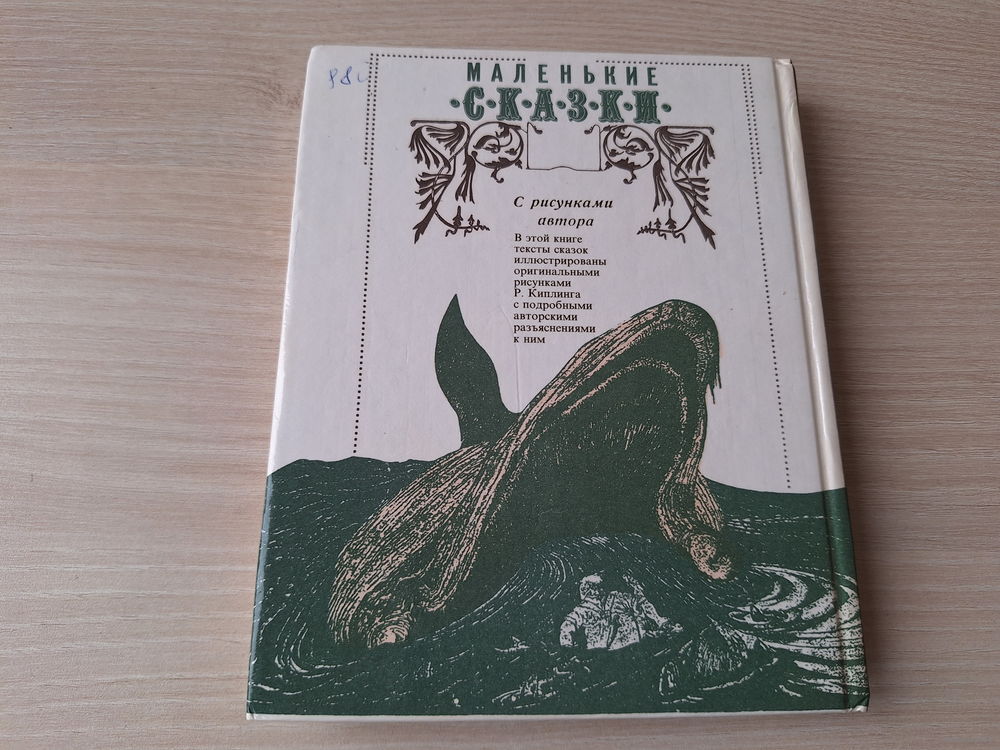 МАЛЕНЬКИЕ
·С·К·А·З·К·И·
С рисунками
автора
В этой книге
тексты сказок
иллюстрированы
оригинальными
рисунками
Р. Киплинга
с подробными
авторскими
разъяснениями
к ним